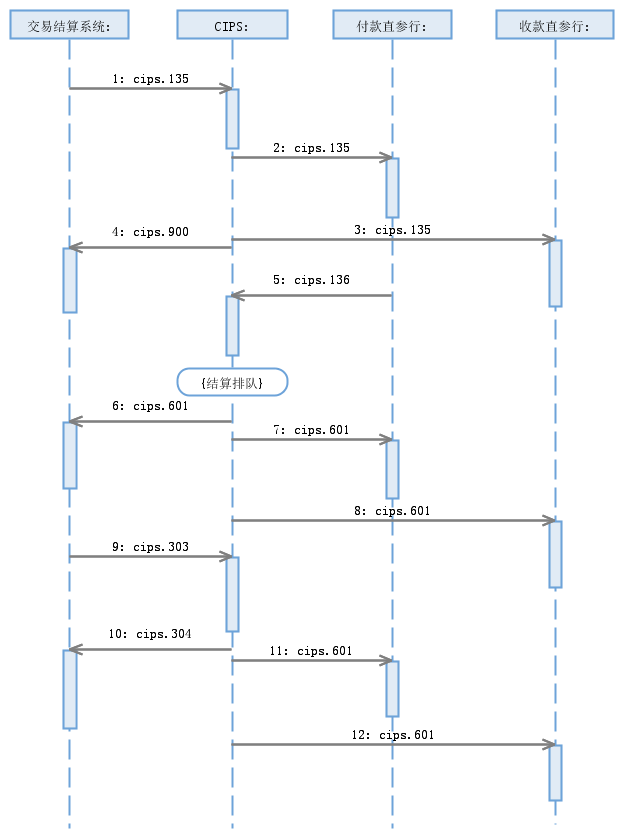 交易结算系统:
CIPS:
付款直参行:
收款直参行:
1: cips.135
2: cips.135
3: cips.135
4: cips.900
5: cips.136
{结算排队}
6: cips.601
7: cips.601
8: cips.601
9: cips.303
10: cips.304
11: cips.601
12: cips.601